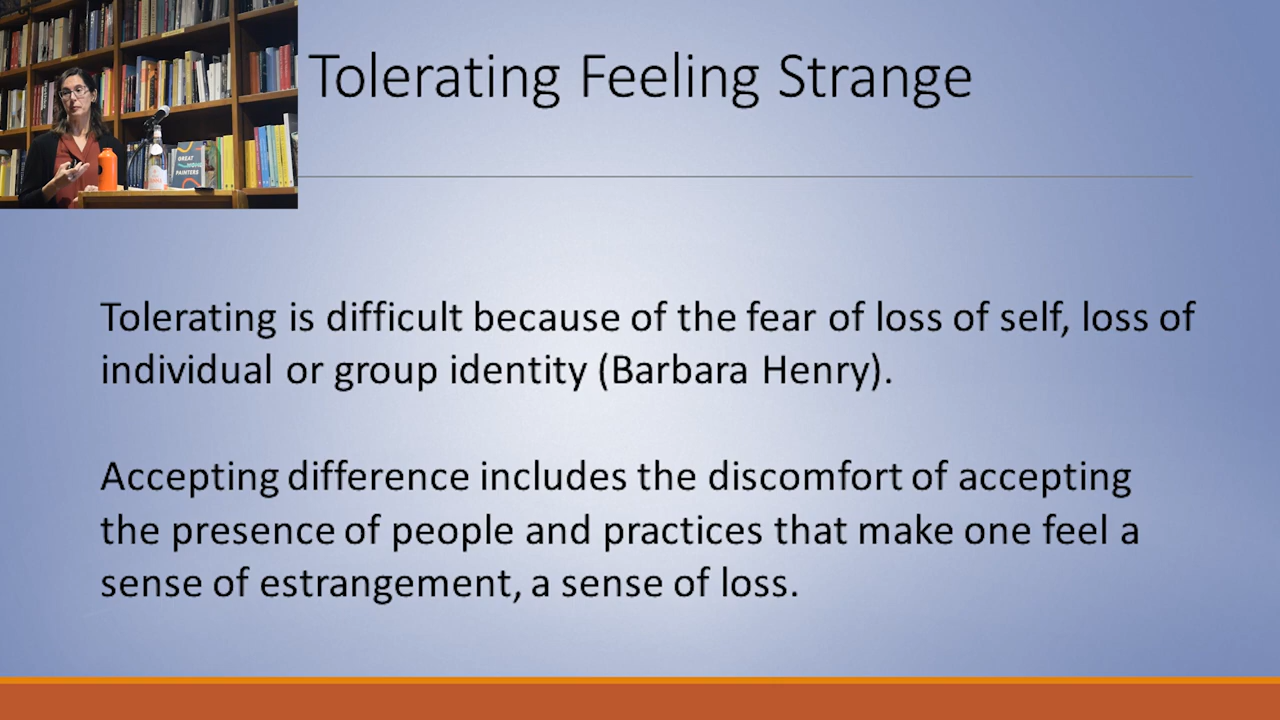 Tolerating Feeling Strange
GREAT
PAINTERS
Tolerating is difficult because of the fear of loss of self, loss of
individual or group identity (Barbara Henry).
Accepting difference includes the discomfort of accepting
the presence of people and practices that make one feel a
sense of estrangement, a sense of loss.